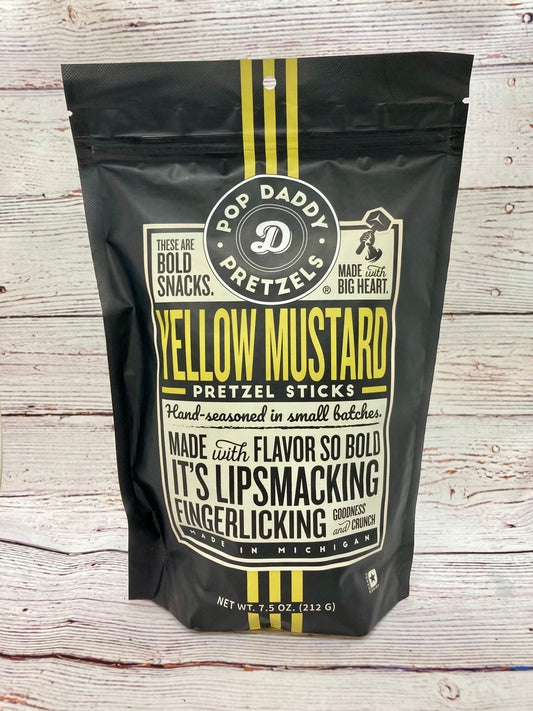 POP DADDY
D
PRETZELS
®
THESE ARE
BOLD
SNACKS.
MADE with
BIG HEART.
YELLOW MUSTARD
PRETZEL STICKS
Hand-seasoned in small batches.
MADE with FLAVOR SO BOLD
IT'S LIPSMACKING
FINGERLICKING GOODNESS
and CRUNCH
MADE IN MICHIGAN
NET WT. 7.5 OZ. (212 G)